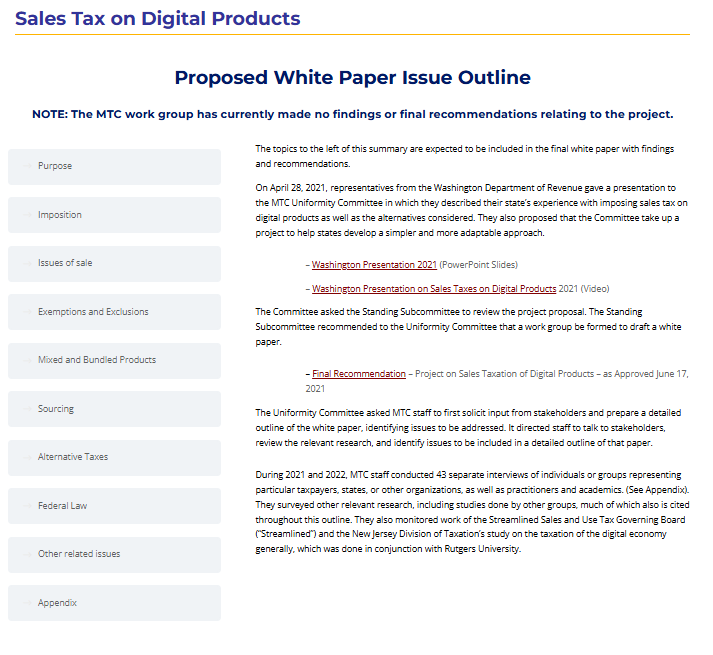 Sales Tax on Digital Products
Proposed White Paper Issue Outline
NOTE: The MTC work group has currently made no findings or final recommendations relating to the project.
Purpose
Imposition
Issues of sale
Exemptions and Exclusions
Mixed and Bundled Products
Sourcing
Alternative Taxes
Federal Law
Other related issues
Appendix
The topics to the left of this summary are expected to be included in the final white paper with findings
and recommendations.
On April 28, 2021, representatives from the Washington Department of Revenue gave a presentation to
the MTC Uniformity Committee in which they described their state's experience with imposing sales tax on
digital products as well as the alternatives considered. They also proposed that the Committee take up a
project to help states develop a simpler and more adaptable approach.
– Washington Presentation 2021 (PowerPoint Slides)
– Washington Presentation on Sales Taxes on Digital Products 2021 (Video)
The Committee asked the Standing Subcommittee to review the project proposal. The Standing
Subcommittee recommended to the Uniformity Committee that a work group be formed to draft a white
paper.
– Final Recommendation – Project on Sales Taxation of Digital Products – as Approved June 17,
2021
The Uniformity Committee asked MTC staff to first solicit input from stakeholders and prepare a detailed
outline of the white paper, identifying issues to be addressed. It directed staff to talk to stakeholders,
review the relevant research, and identify issues to be included in a detailed outline of that paper.
During 2021 and 2022, MTC staff conducted 43 separate interviews of individuals or groups representing
particular taxpayers, states, or other organizations, as well as practitioners and academics. (See Appendix).
They surveyed other relevant research, including studies done by other groups, much of which also is cited
throughout this outline. They also monitored work of the Streamlined Sales and Use Tax Governing Board
("Streamlined") and the New Jersey Division of Taxation's study on the taxation of the digital economy
generally, which was done in conjunction with Rutgers University.